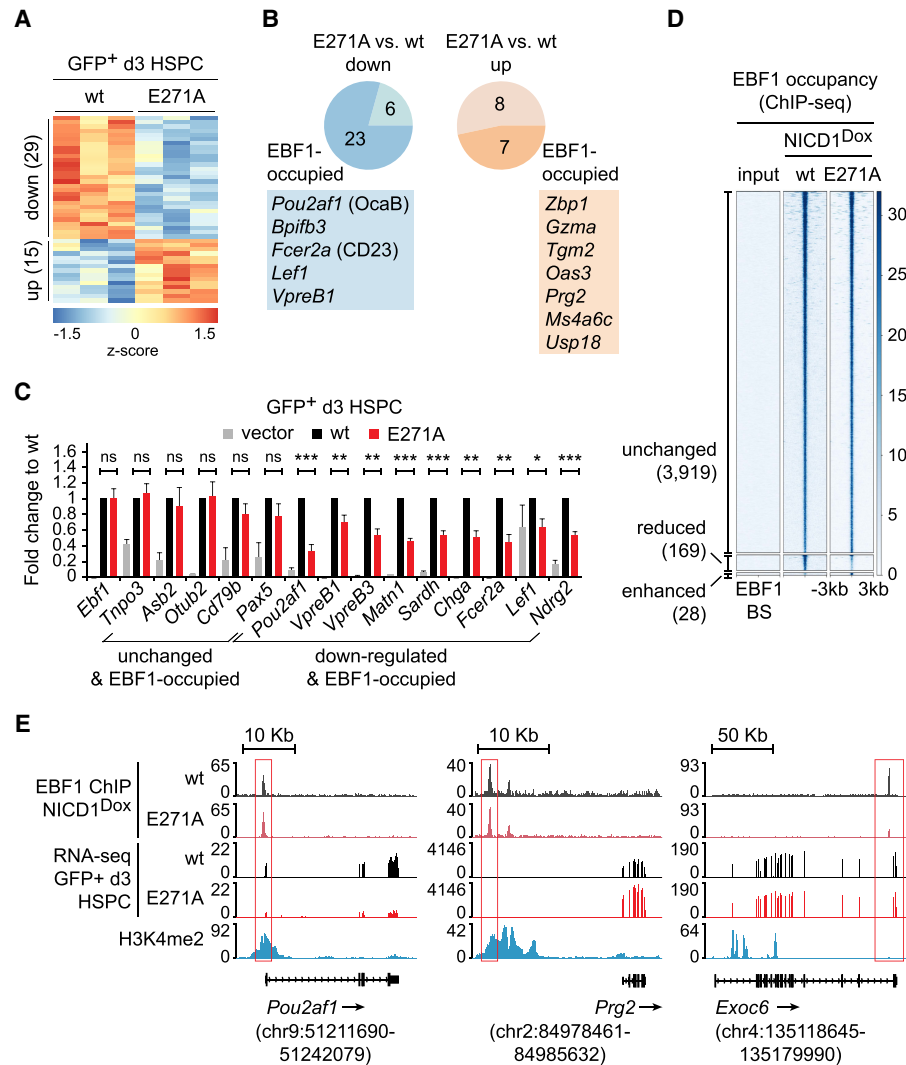 A
GFP+ d3 HSPC
wt E271A
down (29)
up (15)
-1.5 0 1.5
z-score
B
E271A vs. wt
down
6
23
EBF1-
occupied
Pou2af1 (OcaB)
Bpifb3
Fcer2a (CD23)
Lef1
VpreB1
E271A vs. wt
up
8
7
EBF1-
occupied
Zbp1
Gzma
Tgm2
Oas3
Prg2
Ms4a6c
Usp18
C
GFP+ d3 HSPC
vector wt E271A
Fold change to wt
1.6
1.4
1.2
1
0.8
0.6
0.4
0.2
0
ns ns ns ns ns ns *** ** ** *** *** ** ** * ***
Ebf1 Tnpo3 Asb2 Otub2 Cd79b Pax5 Pou2af1 VpreB1 VpreB3 Matn1 Sardh Chga Fcer2a Lef1 Ndrg2
unchanged
& EBF1-occupied
down-regulated
& EBF1-occupied
D
EBF1 occupancy
(ChIP-seq)
NICD1Dox
input wt E271A
30
25
20
15
10
5
0
unchanged
(3,919)
reduced
(169)
enhanced
(28)
EBF1
BS
-3kb 3kb
E
10 Kb 10 Kb 50 Kb
EBF1 ChIP
NICD1Dox
wt
65
0
40
0
93
0
E271A
65
0
40
0
93
0
RNA-seq
GFP+ d3
HSPC
wt
22
0
4146
0
190
0
E271A
22
0
4146
0
190
0
H3K4me2
92
0
42
0
64
0
Pou2af1 →
(chr9:51211690-
51242079)
Prg2 →
(chr2:84978461-
84985632)
Exoc6 →
(chr4:135118645-
135179990)